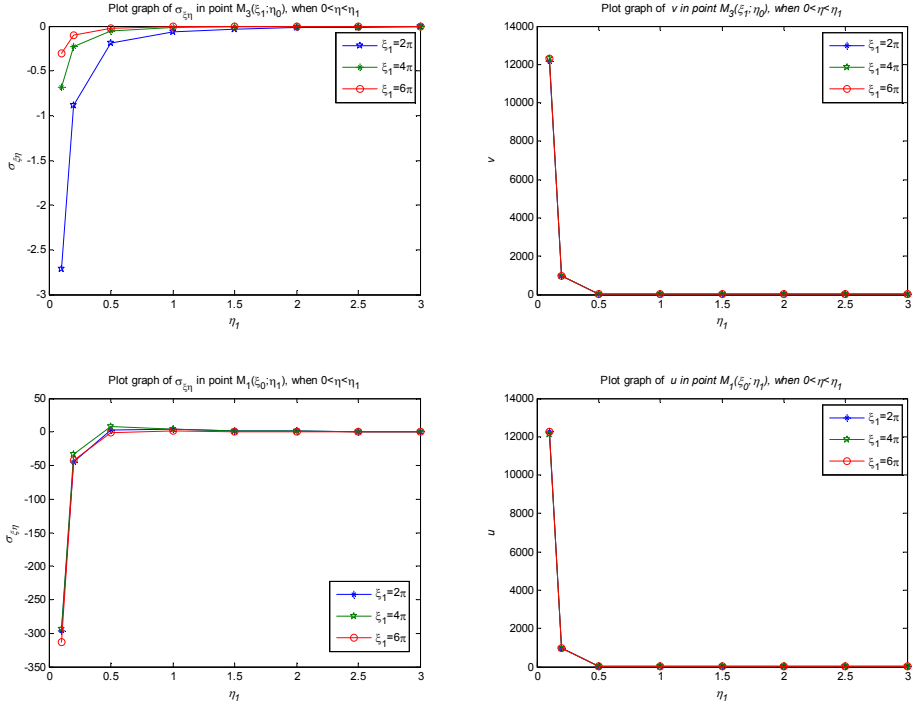 Plot graph of σξη in point M3(ξ1;η0), when 0<η<η1
0
-0.5
-1
-1.5
-2
-2.5
-3
σξη
0 0.5 1 1.5 2 2.5 3
η1
ξ1=2π
ξ1=4π
ξ1=6π
Plot graph of v in point M3(ξ1;η0), when 0<η<η1
14000
12000
10000
8000
6000
4000
2000
0
v
0 0.5 1 1.5 2 2.5 3
η1
ξ1=2π
ξ1=4π
ξ1=6π
Plot graph of σξη in point M1(ξ0;η1), when 0<η<η1
50
0
-50
-100
-150
-200
-250
-300
-350
σξη
0 0.5 1 1.5 2 2.5 3
η1
ξ1=2π
ξ1=4π
ξ1=6π
Plot graph of u in point M1(ξ0;η1), when 0<η<η1
14000
12000
10000
8000
6000
4000
2000
0
u
0 0.5 1 1.5 2 2.5 3
η1
ξ1=2π
ξ1=4π
ξ1=6π